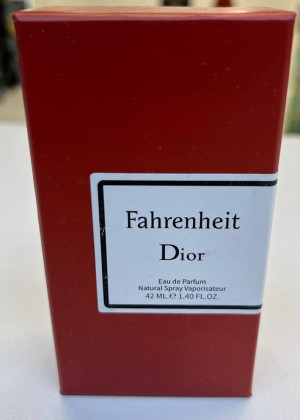 Fahrenheit
Dior
Eau de Parfum
Natural Spray Vaporisateur
42 ML.℮ 1.40 FL.OZ.